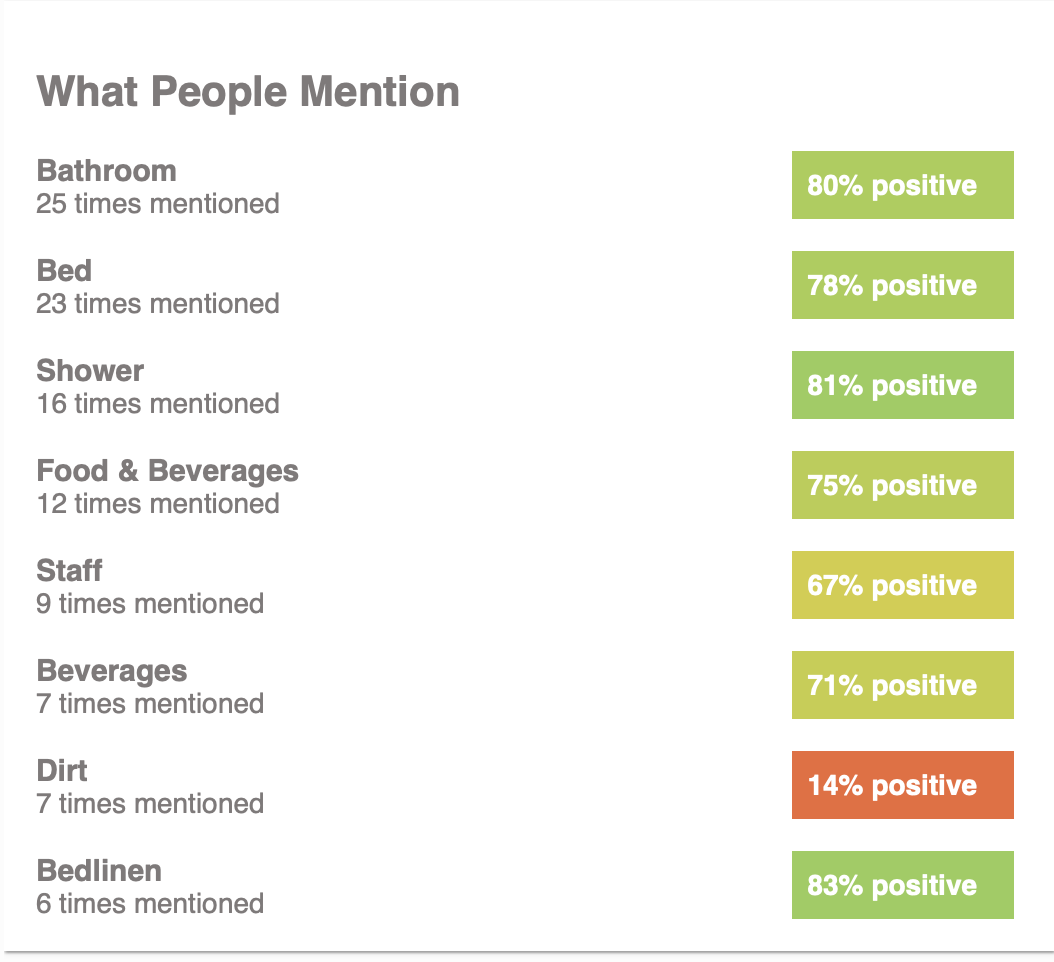 What People Mention
Bathroom
25 times mentioned
80% positive
Bed
23 times mentioned
78% positive
Shower
16 times mentioned
81% positive
Food & Beverages
12 times mentioned
75% positive
Staff
9 times mentioned
67% positive
Beverages
7 times mentioned
71% positive
Dirt
7 times mentioned
14% positive
Bedlinen
6 times mentioned
83% positive